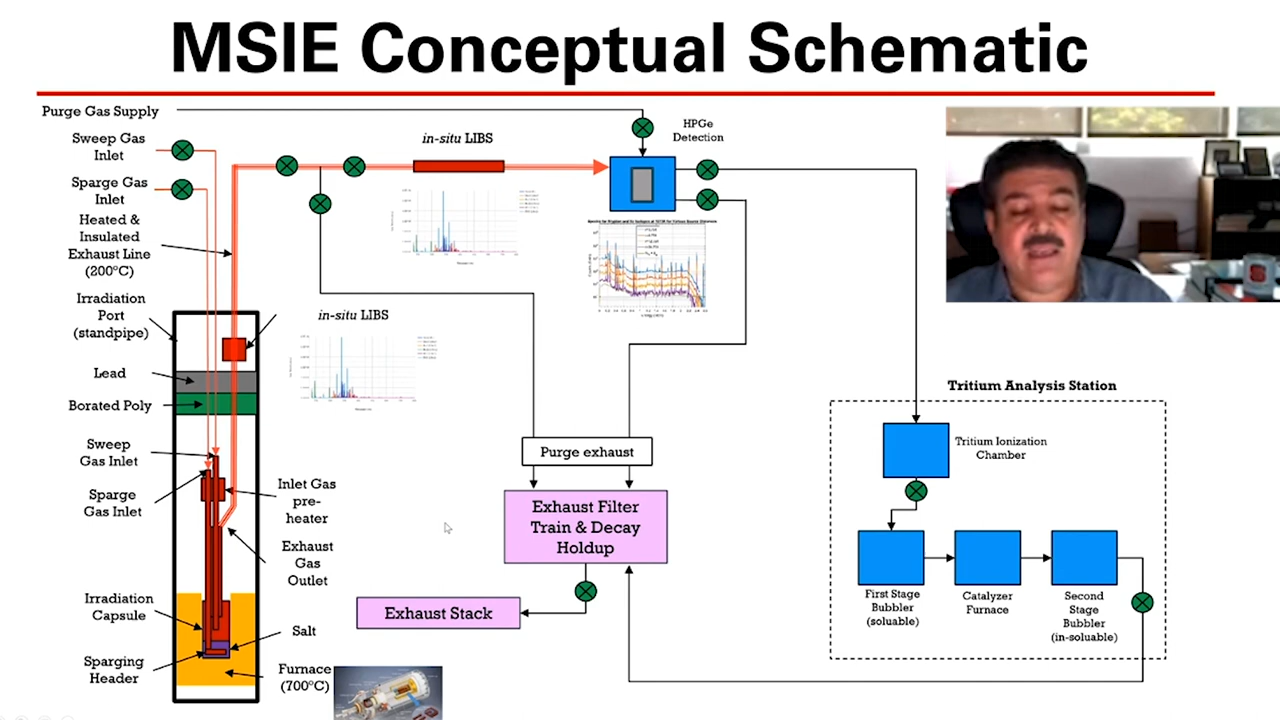 MSIE Conceptual Schematic
Purge Gas Supply
Sweep Gas
Inlet
Sparge Gas
Inlet
Heated &
Insulated
Exhaust Line
(200°C)
Irradiation
Port
(standpipe)
Lead
Borated Poly
Sweep
Gas Inlet
Sparge
Gas Inlet
Irradiation
Capsule
Sparging
Header
in-situ LIBS
in-situ LIBS
Inlet Gas
pre-
heater
Exhaust
Gas
Outlet
Salt
Furnace
(700°C)
HPGe
Detection
Purge exhaust
Exhaust Filter
Train & Decay
Holdup
Exhaust Stack
Tritium Analysis Station
Tritium Ionization
Chamber
First Stage
Bubbler
(soluable)
Catalyzer
Furnace
Second
Stage
Bubbler
(in-soluable)